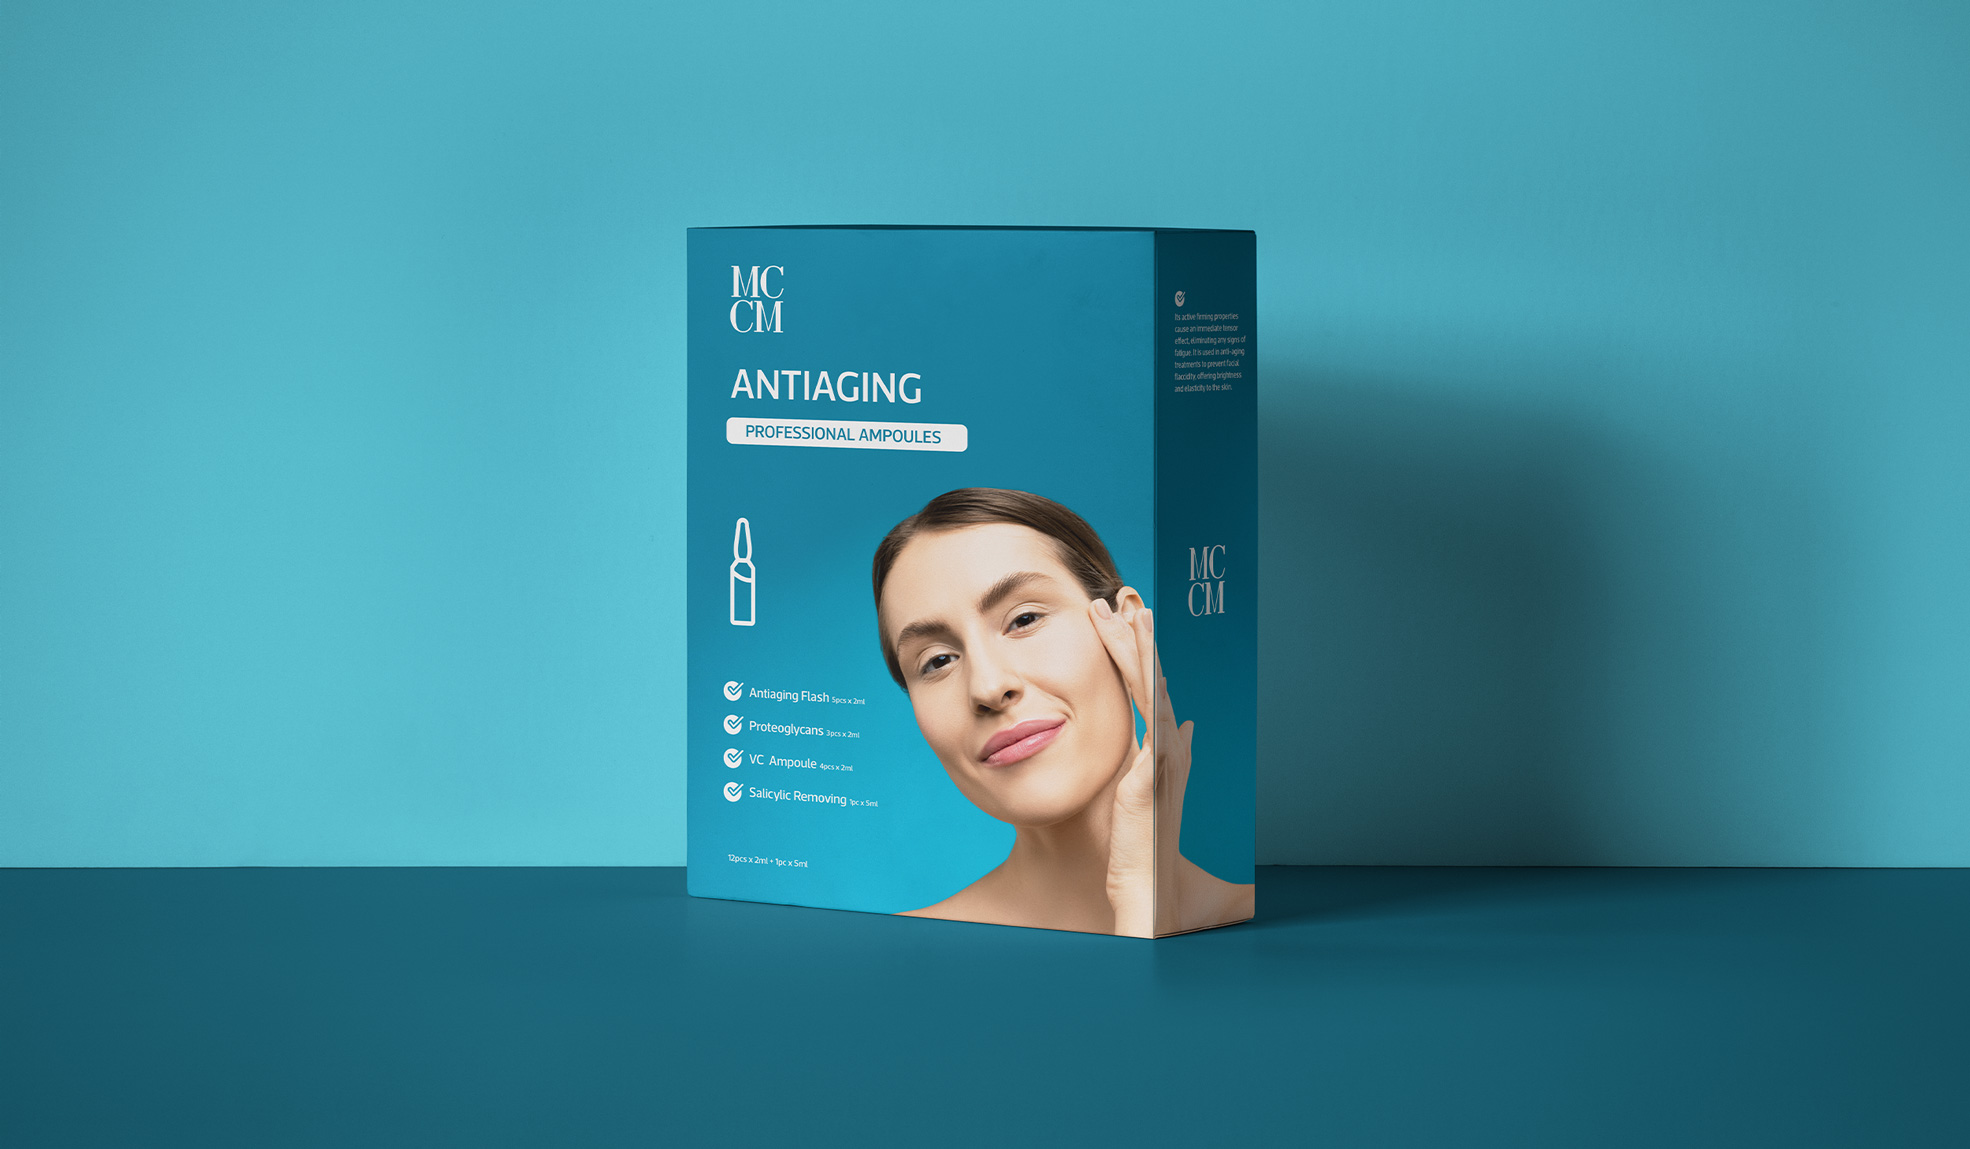 MC
CM
ANTIAGING
PROFESSIONAL AMPOULES
Antiaging Flash 5pcs x 2ml
Proteoglycans 3pcs x 2ml
VC Ampoule 4pcs x 2ml
Salicylic Removing 1pc x 5ml
12pcs x 2ml + 1pc x 5ml
Its active firming properties
cause an immediate tensor
effect, eliminating any signs of
fatigue. It is used in anti-aging
treatments to prevent facial
flaccidity, offering brightness
and elasticity to the skin.
MC
CM